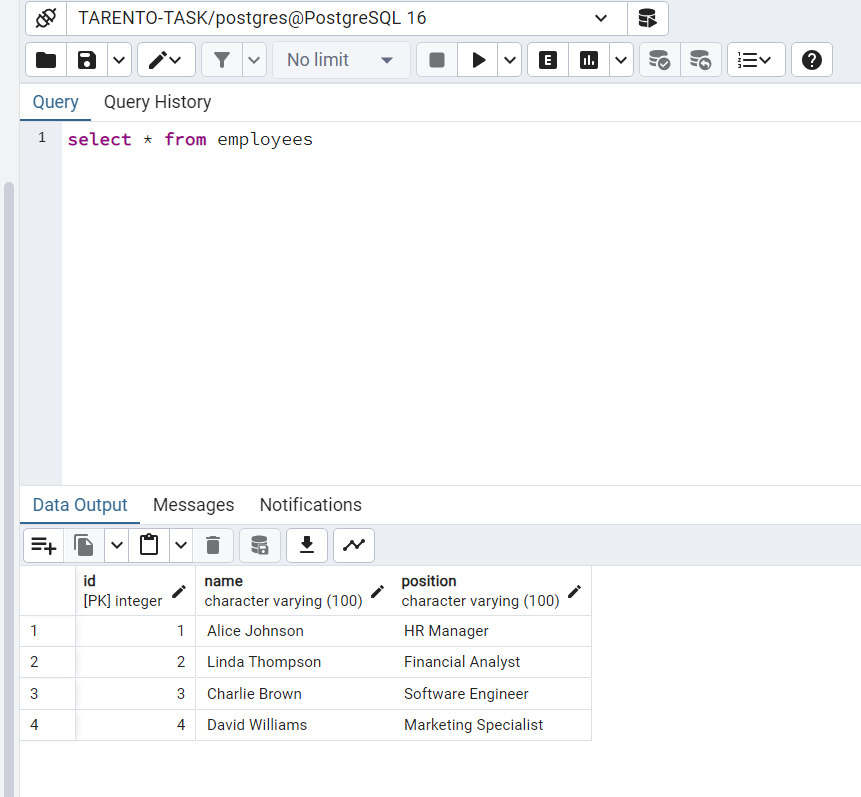 TARENTO-TASK/postgres@PostgreSQL 16
No limit E
Query Query History
1 select * from employees
Data Output Messages Notifications
id name position
[PK] integer character varying (100) character varying (100)
1 1 Alice Johnson HR Manager
2 2 Linda Thompson Financial Analyst
3 3 Charlie Brown Software Engineer
4 4 David Williams Marketing Specialist